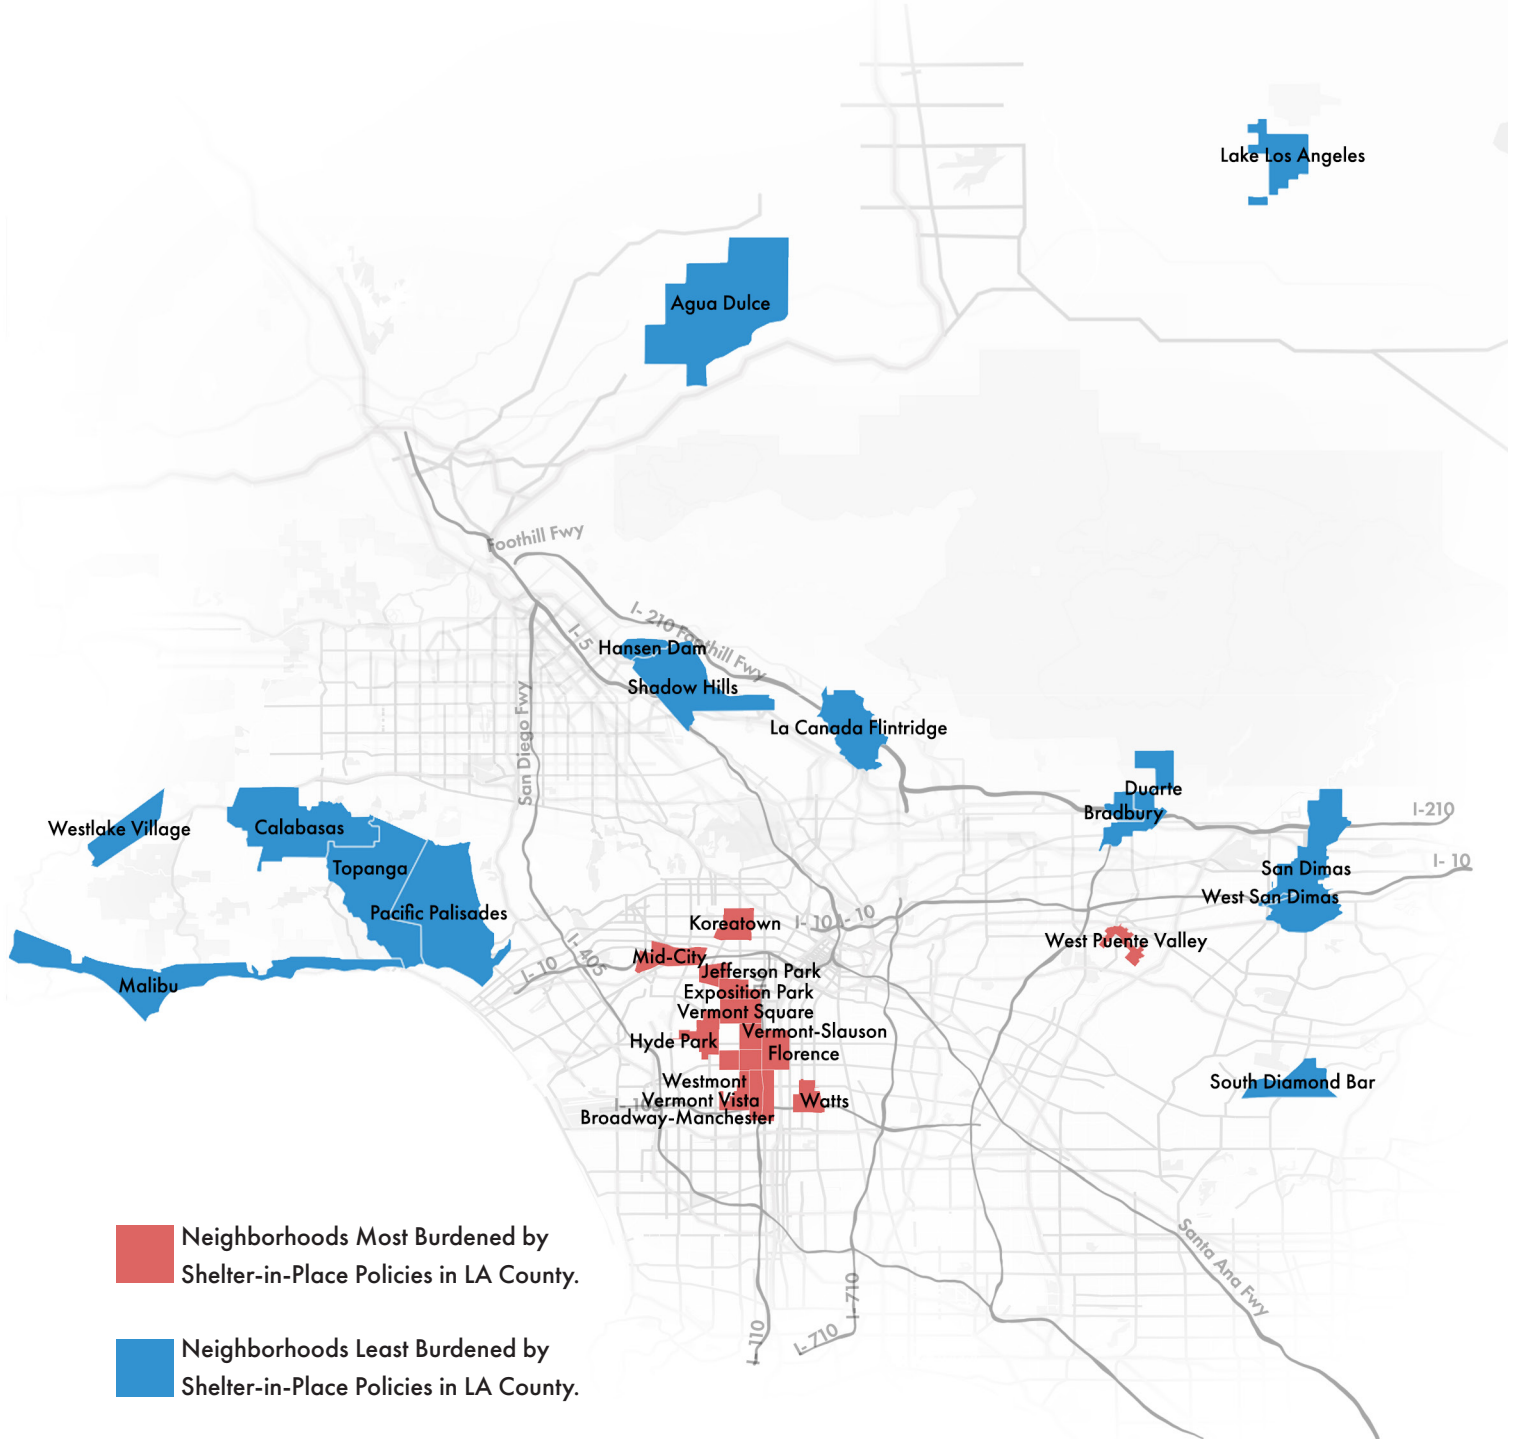 Lake Los Angeles
Agua Dulce
Foothill Fwy
I- 210 Foothill Fwy
I- 5
Hansen Dam
Shadow Hills
San Diego Fwy
La Canada Flintridge
Duarte
Bradbury
I-210
Westlake Village
Calabasas
Topanga
Pacific Palisades
Malibu
I- 10
San Dimas
West San Dimas
Koreatown
I- 10
I- 10
West Puente Valley
Mid-City
I- 405
I- 10
Jefferson Park
Exposition Park
Vermont Square
Vermont-Slauson
Hyde Park
Florence
Westmont
Vermont Vista
Watts
Broadway-Manchester
South Diamond Bar
Santa Ana Fwy
I- 710
I- 710
I- 110
Neighborhoods Most Burdened by
Shelter-in-Place Policies in LA County.
Neighborhoods Least Burdened by
Shelter-in-Place Policies in LA County.